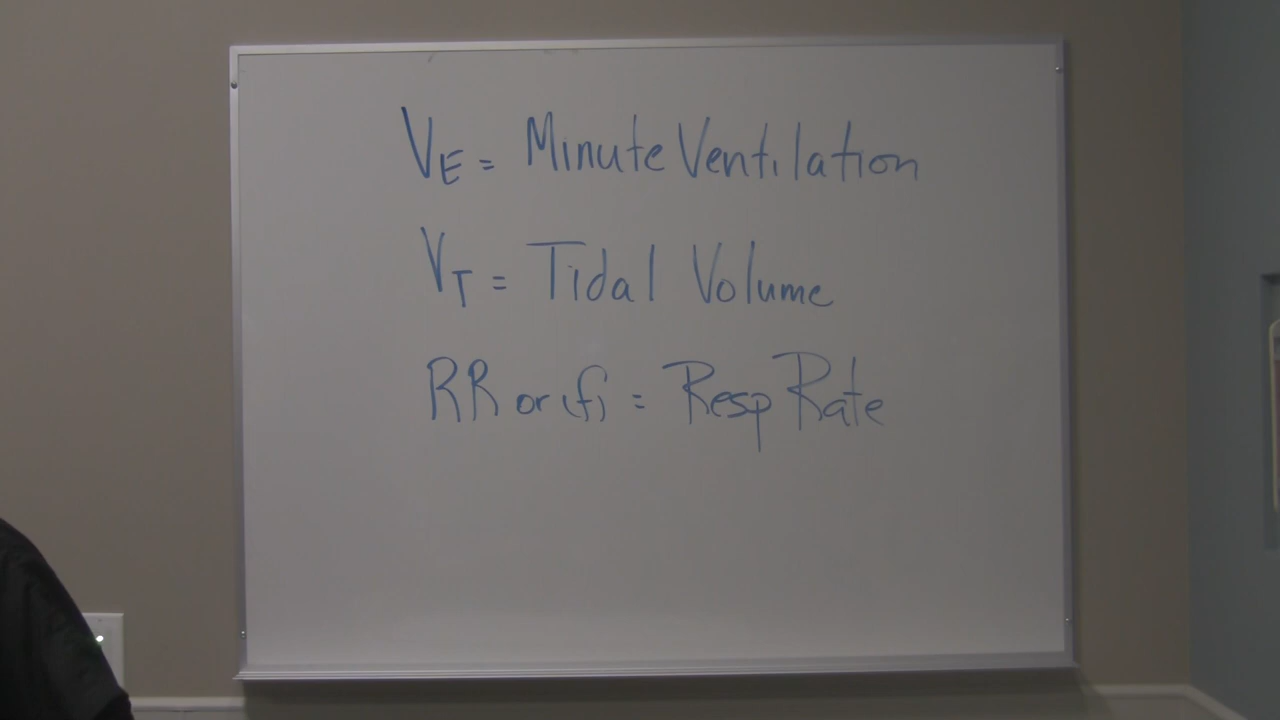 VE = Minute Ventilation
VT = Tidal Volume
RR or (f) = Resp Rate